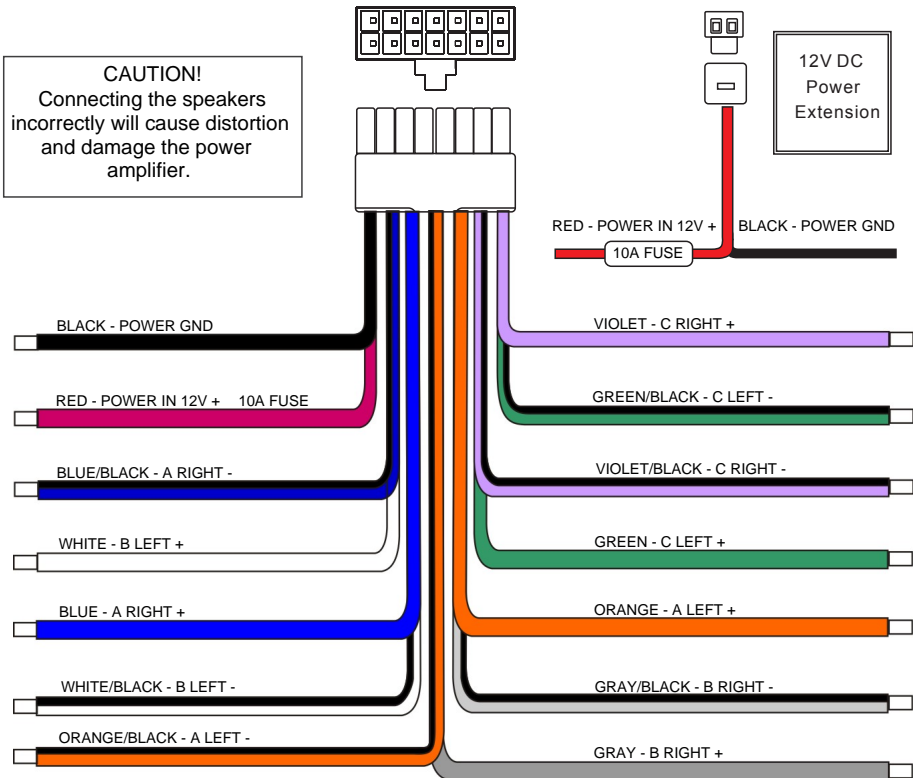 CAUTION!
Connecting the speakers
incorrectly will cause distortion
and damage the power
amplifier.
12V DC
Power
Extension
RED - POWER IN 12V + BLACK - POWER GND
10A FUSE
BLACK - POWER GND
RED - POWER IN 12V + 10A FUSE
BLUE/BLACK - A RIGHT -
WHITE - B LEFT +
BLUE - A RIGHT +
WHITE/BLACK - B LEFT -
ORANGE/BLACK - A LEFT -
VIOLET - C RIGHT +
GREEN/BLACK - C LEFT -
VIOLET/BLACK - C RIGHT -
GREEN - C LEFT +
ORANGE - A LEFT +
GRAY/BLACK - B RIGHT -
GRAY - B RIGHT +